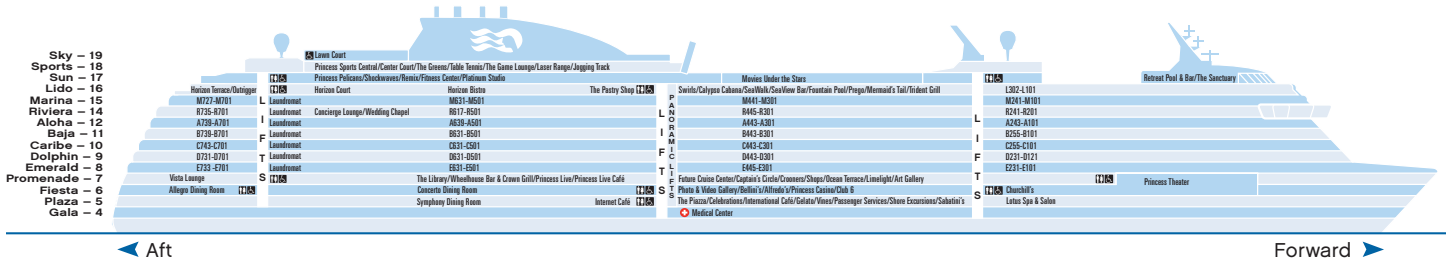 Sky – 19
Lawn Court
Sports – 18
Princess Sports Central/Center Court/The Greens/Table Tennis/The Game Lounge/Laser Range/Jogging Track
Sun – 17
Princess Pelicans/Shockwaves/Remix/Fitness Center/Platinum Studio
Movies Under the Stars
Retreat Pool & Bar/The Sanctuary
Lido – 16
Horizon Terrace/Outrigger
Horizon Court
Horizon Bistro
The Pastry Shop
Swirls/Calypso Cabana/SeaWalk/SeaView Bar/Fountain Pool/Prego/Mermaid's Tail/Trident Grill
L302-L101
Marina – 15
M727-M701
Laundromat
M631-M501
M441-M301
M241-M101
Riviera – 14
R735-R701
Laundromat
Concierge Lounge/Wedding Chapel
R617-R501
R445-R301
R241-R201
Aloha – 12
A739-A701
Laundromat
A639-A501
A443-A301
A243-A101
Baja – 11
B739-B701
Laundromat
B631-B501
B443-B301
B255-B101
Caribe – 10
C743-C701
Laundromat
C631-C501
C443-C301
C255-C101
Dolphin – 9
D731-D701
Laundromat
D631-D501
D443-D301
D231-D121
Emerald – 8
E733 -E701
Laundromat
E631-E501
E445-E301
E231-E101
Promenade – 7
Vista Lounge
The Library/Wheelhouse Bar & Crown Grill/Princess Live/Princess Live Café
Future Cruise Center/Captain's Circle/Crooners/Shops/Ocean Terrace/Limelight/Art Gallery
Princess Theater
Fiesta – 6
Allegro Dining Room
Concerto Dining Room
Photo & Video Gallery/Bellini's/Alfredo's/Princess Casino/Club 6
Churchill's
Plaza – 5
Symphony Dining Room
Internet Café
The Piazza/Celebrations/International Café/Gelato/Vines/Passenger Services/Shore Excursions/Sabatini's
Lotus Spa & Salon
Gala – 4
Medical Center
LIFTS
LIFTS
PANORAMIC LIFTS
LIFTS
Aft
Forward